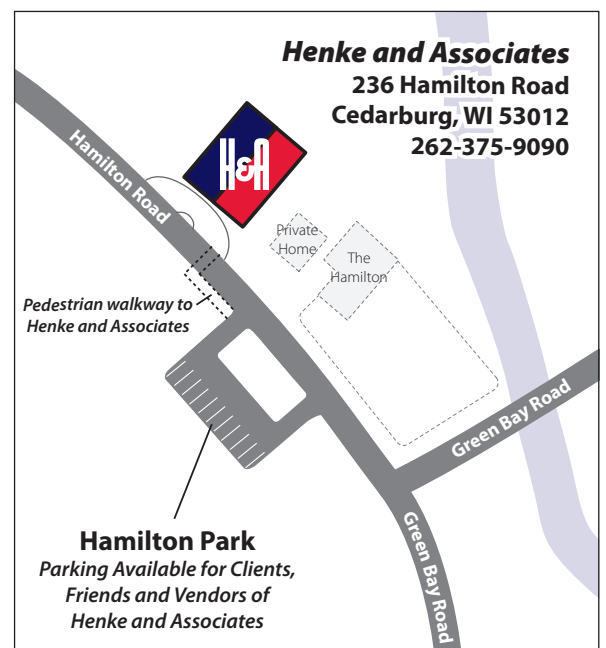 Henke and Associates
236 Hamilton Road
Cedarburg, WI 53012
262-375-9090
Hamilton Road
H&A
Private
Home
The
Hamilton
Pedestrian walkway to
Henke and Associates
Green Bay Road
Green Bay Road
Hamilton Park
Parking Available for Clients,
Friends and Vendors of
Henke and Associates